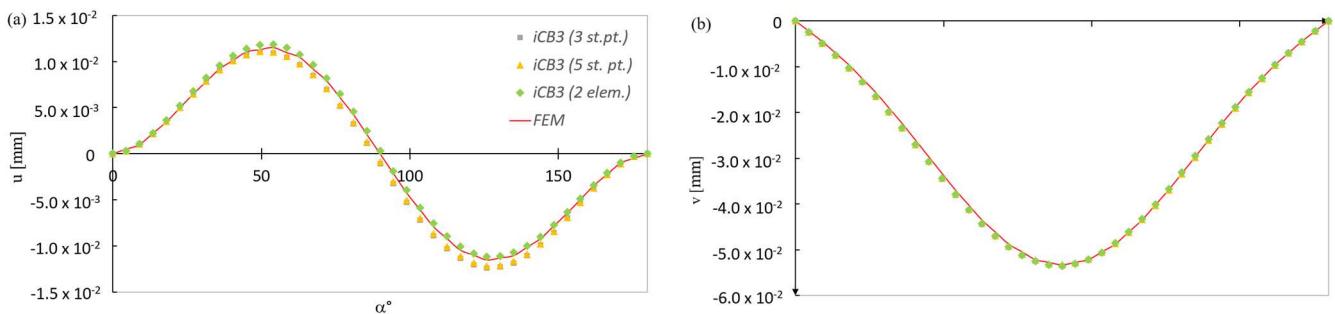 (a)
1.5 x 10⁻²
1.0 x 10⁻²
5.0 x 10⁻³
0
-5.0 x 10⁻³
-1.0 x 10⁻²
-1.5 x 10⁻²
u [mm]
0
50
100
150
α°
iCB3 (3 st.pt.)
iCB3 (5 st. pt.)
iCB3 (2 elem.)
FEM
(b)
0
-1.0 x 10⁻²
-2.0 x 10⁻²
-3.0 x 10⁻²
-4.0 x 10⁻²
-5.0 x 10⁻²
-6.0 x 10⁻²
v [mm]